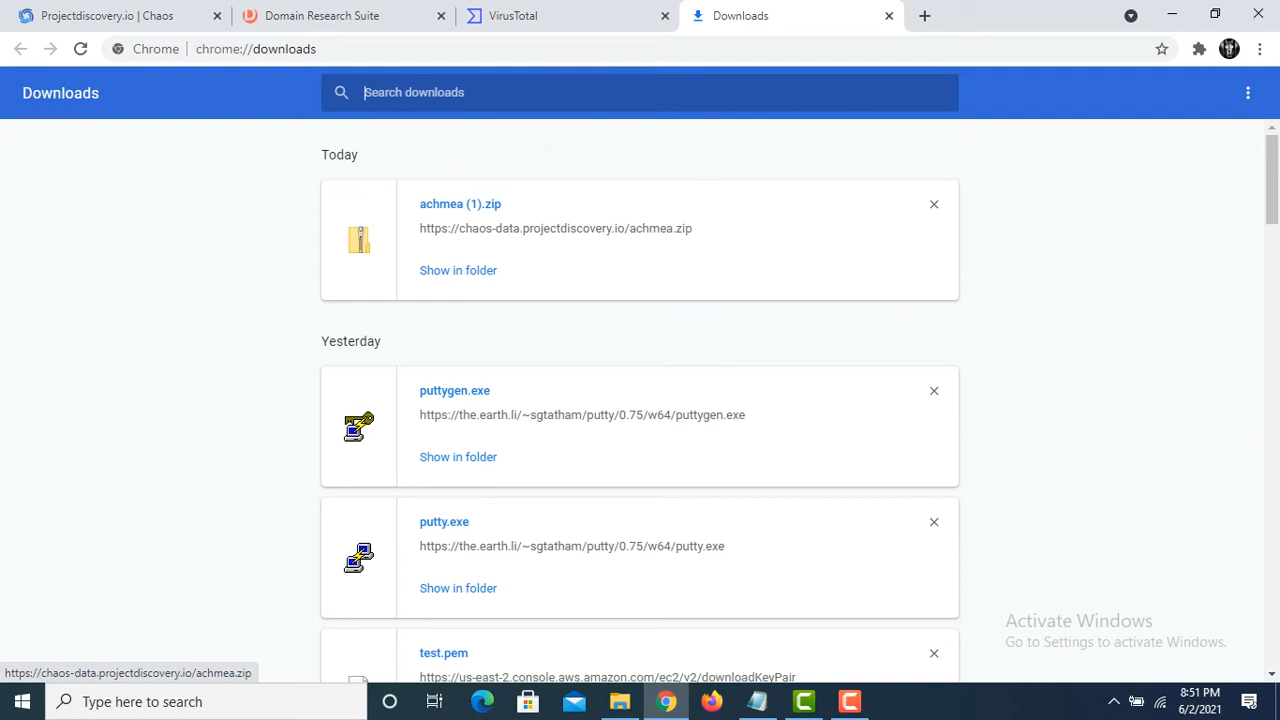 Projectdiscovery.io | Chaos
Domain Research Suite
VirusTotal
Downloads
Chrome
chrome://downloads
Downloads
Search downloads
Today
achmea (1).zip
https://chaos-data.projectdiscovery.io/achmea.zip
Show in folder
Yesterday
puttygen.exe
https://the.earth.li/~sgtatham/putty/0.75/w64/puttygen.exe
Show in folder
putty.exe
https://the.earth.li/~sgtatham/putty/0.75/w64/putty.exe
Show in folder
Activate Windows
Go to Settings to activate Windows.
test.pem
https://us-east-2.console.aws.amazon.com/ec2/v2/downloadKeyPair
https://chaos-data.projectdiscovery.io/achmea.zip
Type here to search
8:51 PM
6/2/2021